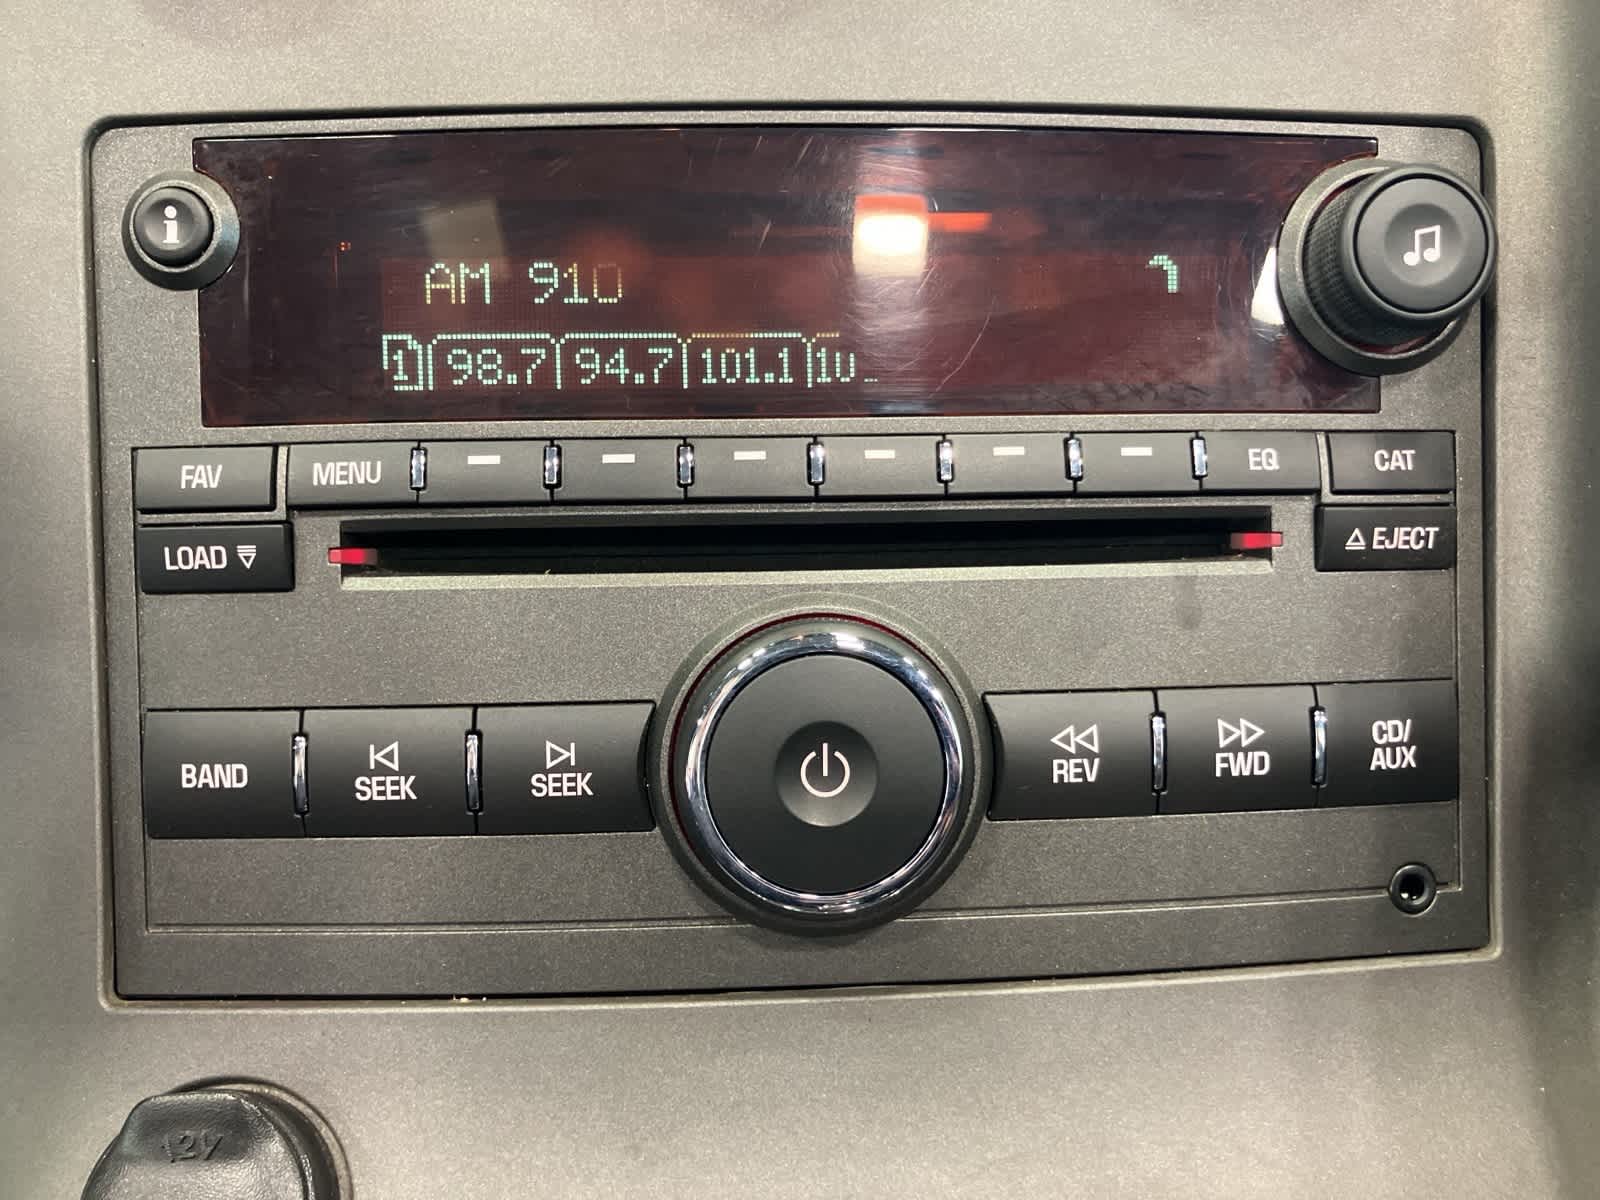 i
AM 910
1 98.7 94.7 101.1 10
FAV MENU EQ CAT
LOAD EJECT
BAND SEEK SEEK REV FWD CD/
AUX
12V